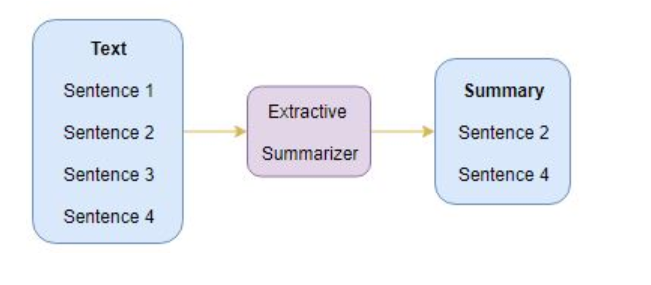 Text
Sentence 1
Sentence 2
Sentence 3
Sentence 4
Extractive
Summarizer
Summary
Sentence 2
Sentence 4